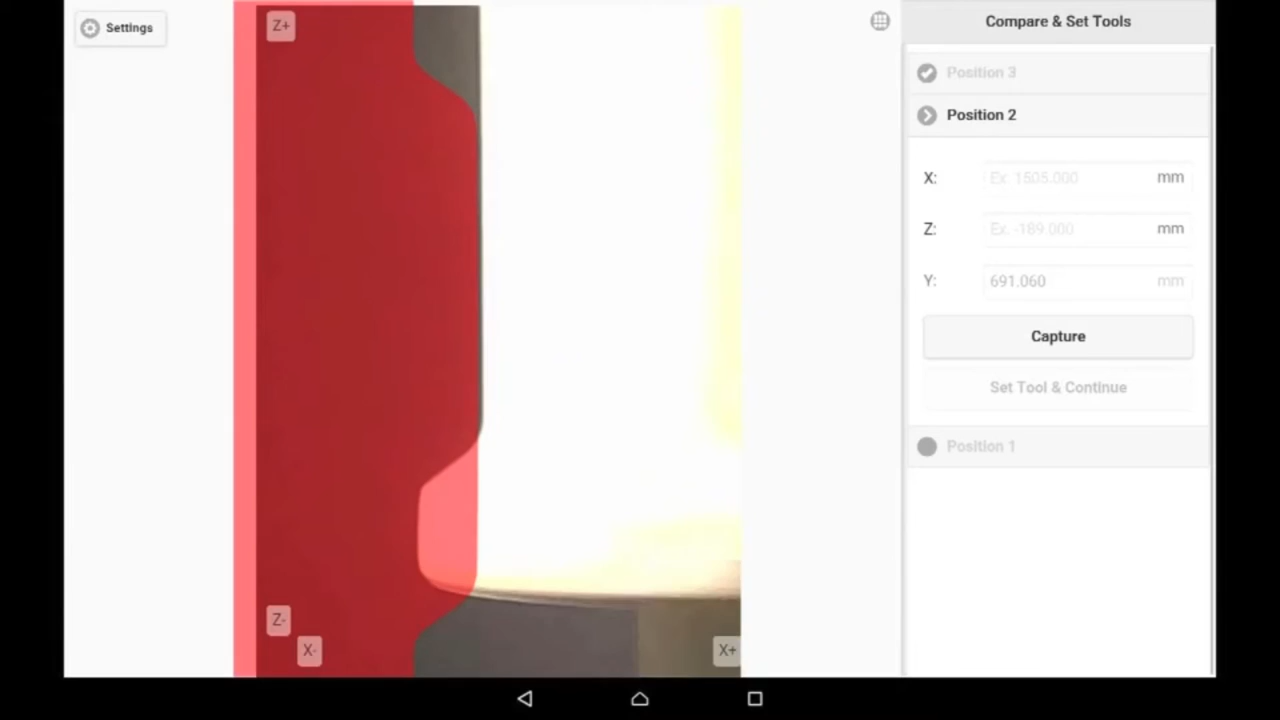 Settings
Z+
Z-
X-
X+
Compare & Set Tools
Position 3
Position 2
X: Ex. 1505.000 mm
Z: Ex. -189.000 mm
Y: 691.060 mm
Capture
Set Tool & Continue
Position 1